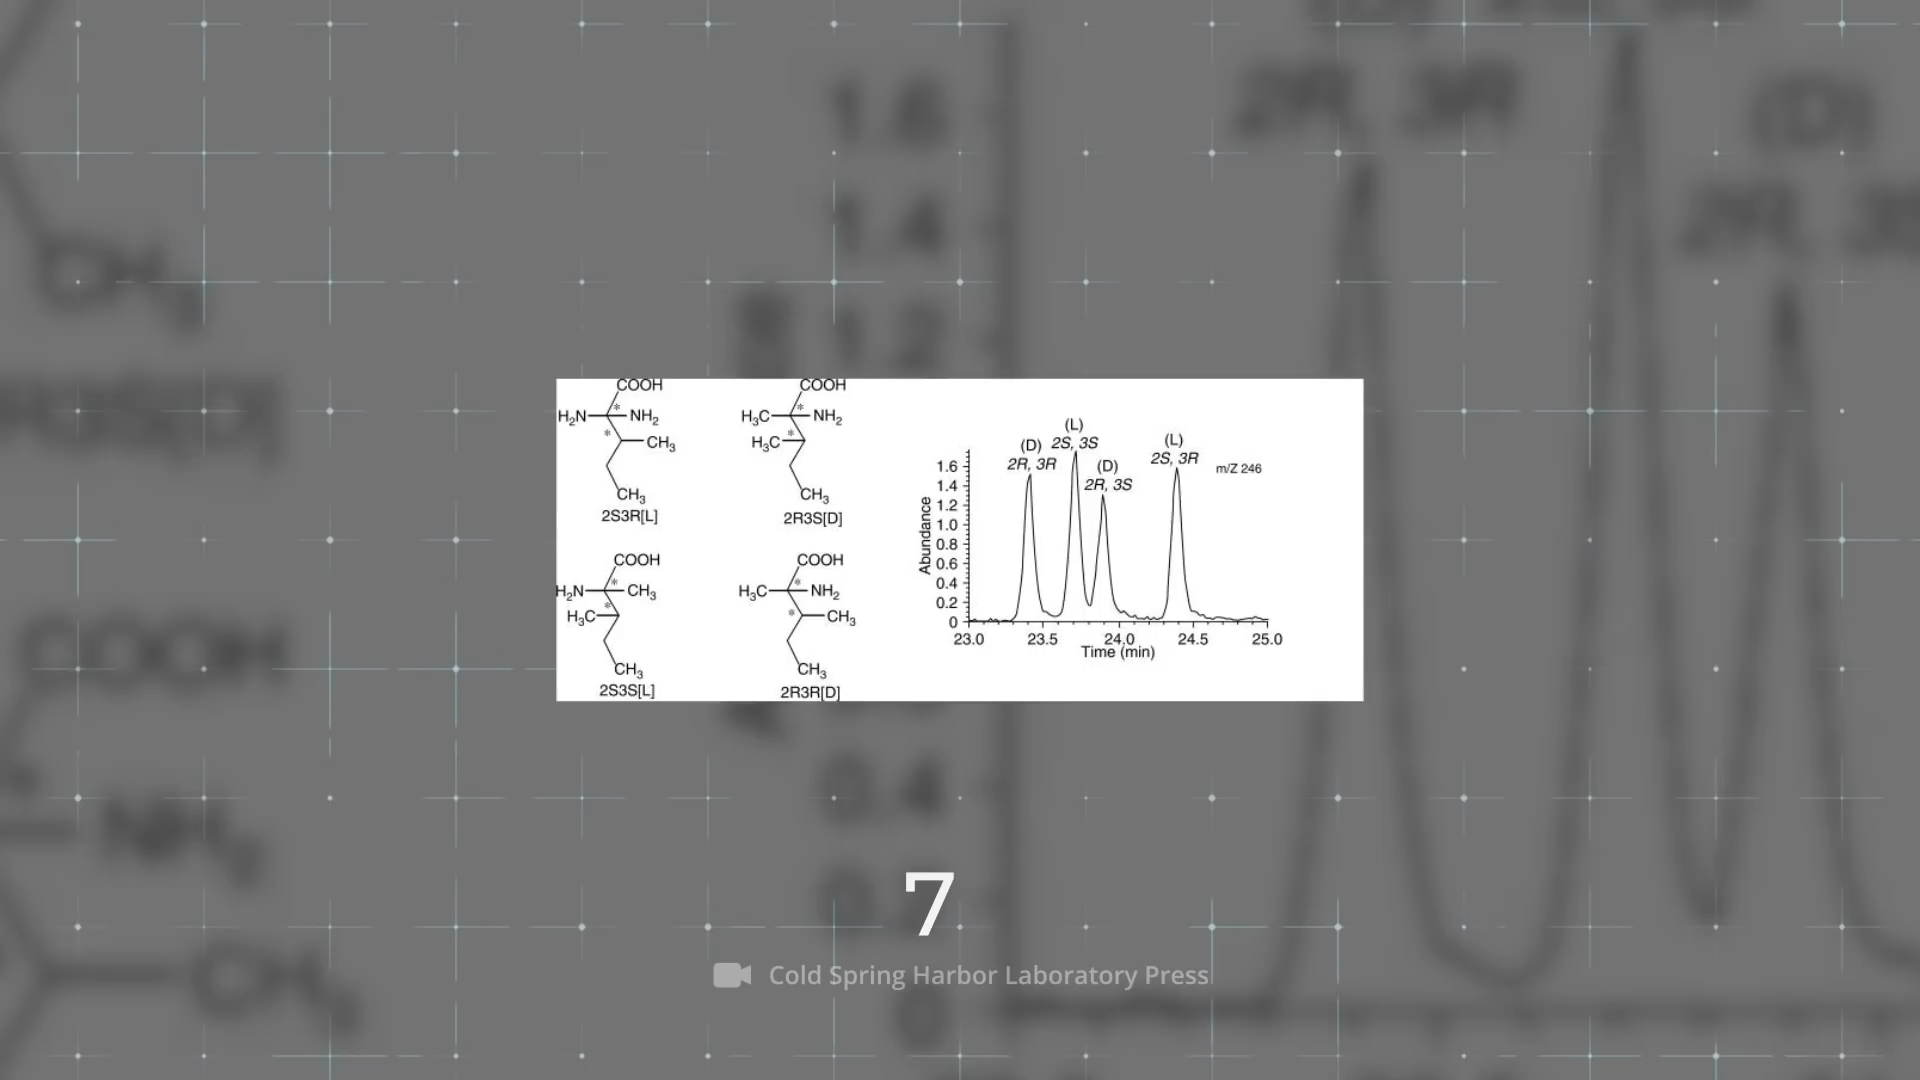 COOH
H2N
*
NH2
*
CH3
CH3
2S3R[L]
COOH
H3C
*
NH2
H3C
*
CH3
2R3S[D]
COOH
H2N
*
CH3
H3C
*
CH3
2S3S[L]
COOH
H3C
*
NH2
*
CH3
CH3
2R3R[D]
(D)
2R, 3R
(L)
2S, 3S
(D)
2R, 3S
(L)
2S, 3R
m/Z 246
Abundance
1.6
1.4
1.2
1.0
0.8
0.6
0.4
0.2
0
23.0 23.5 24.0 24.5 25.0
Time (min)
7
Cold Spring Harbor Laboratory Press